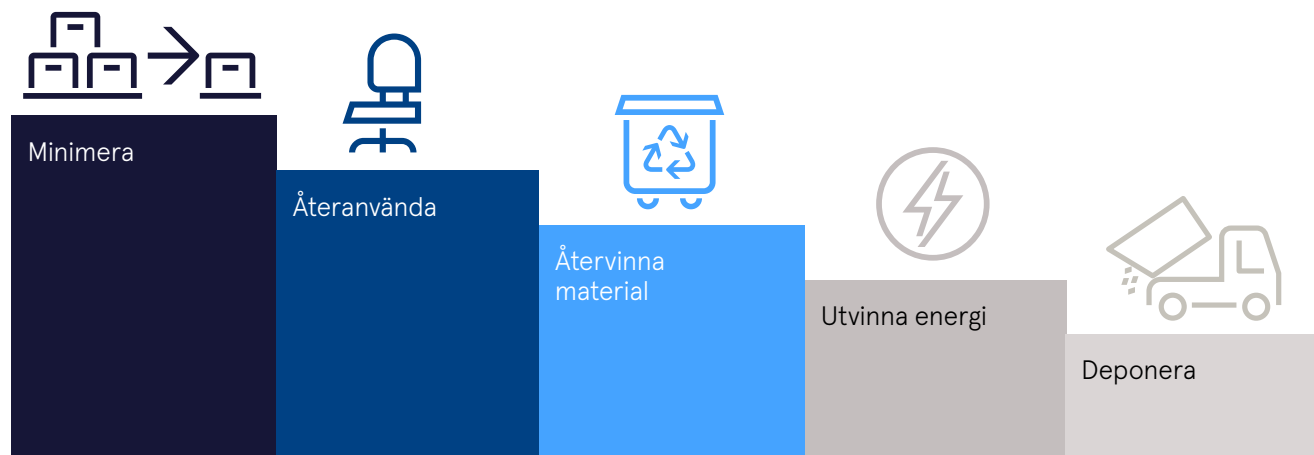 Minimera
Återanvända
Återvinna
material
Utvinna energi
Deponera